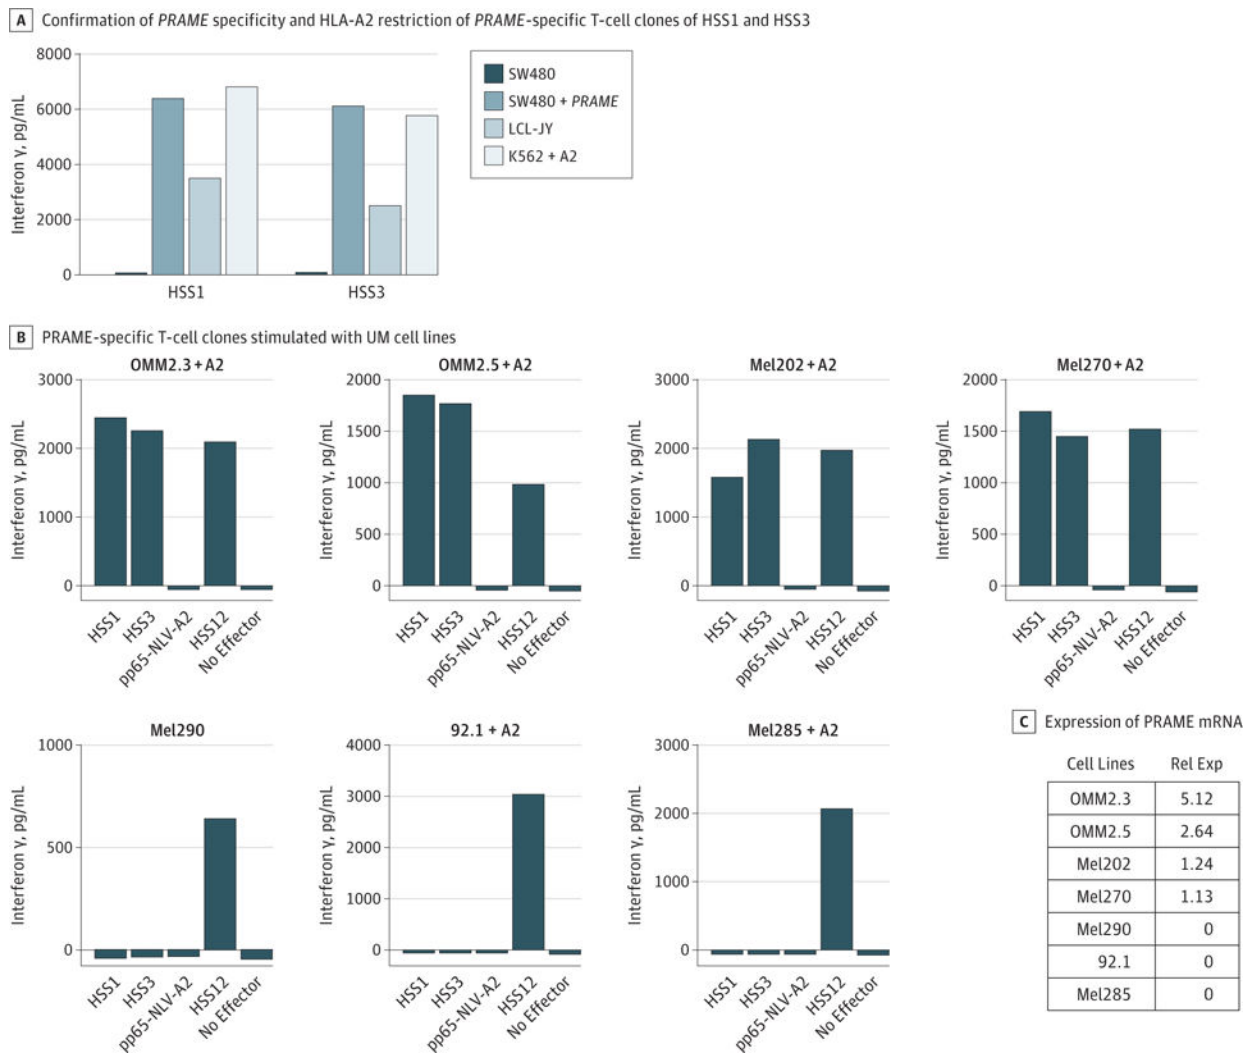 A Confirmation of PRAME specificity and HLA-A2 restriction of PRAME-specific T-cell clones of HSS1 and HSS3
Interferon γ, pg/mL
8000
6000
4000
2000
0
HSS1
HSS3
SW480
SW480 + PRAME
LCL-JY
K562 + A2
B PRAME-specific T-cell clones stimulated with UM cell lines
OMM2.3 + A2
Interferon γ, pg/mL
3000
2000
1000
0
HSS1
HSS3
pp65-NLV-A2
HSS12
No Effector
OMM2.5 + A2
Interferon γ, pg/mL
2000
1500
1000
500
0
HSS1
HSS3
pp65-NLV-A2
HSS12
No Effector
Mel202 + A2
Interferon γ, pg/mL
3000
2000
1000
0
HSS1
HSS3
pp65-NLV-A2
HSS12
No Effector
Mel270 + A2
Interferon γ, pg/mL
2000
1500
1000
500
0
HSS1
HSS3
pp65-NLV-A2
HSS12
No Effector
Mel290
Interferon γ, pg/mL
1000
500
0
HSS1
HSS3
pp65-NLV-A2
HSS12
No Effector
92.1 + A2
Interferon γ, pg/mL
4000
3000
2000
1000
0
HSS1
HSS3
pp65-NLV-A2
HSS12
No Effector
Mel285 + A2
Interferon γ, pg/mL
3000
2000
1000
0
HSS1
HSS3
pp65-NLV-A2
HSS12
No Effector
C Expression of PRAME mRNA
Cell Lines Rel Exp
OMM2.3 5.12
OMM2.5 2.64
Mel202 1.24
Mel270 1.13
Mel290 0
92.1 0
Mel285 0